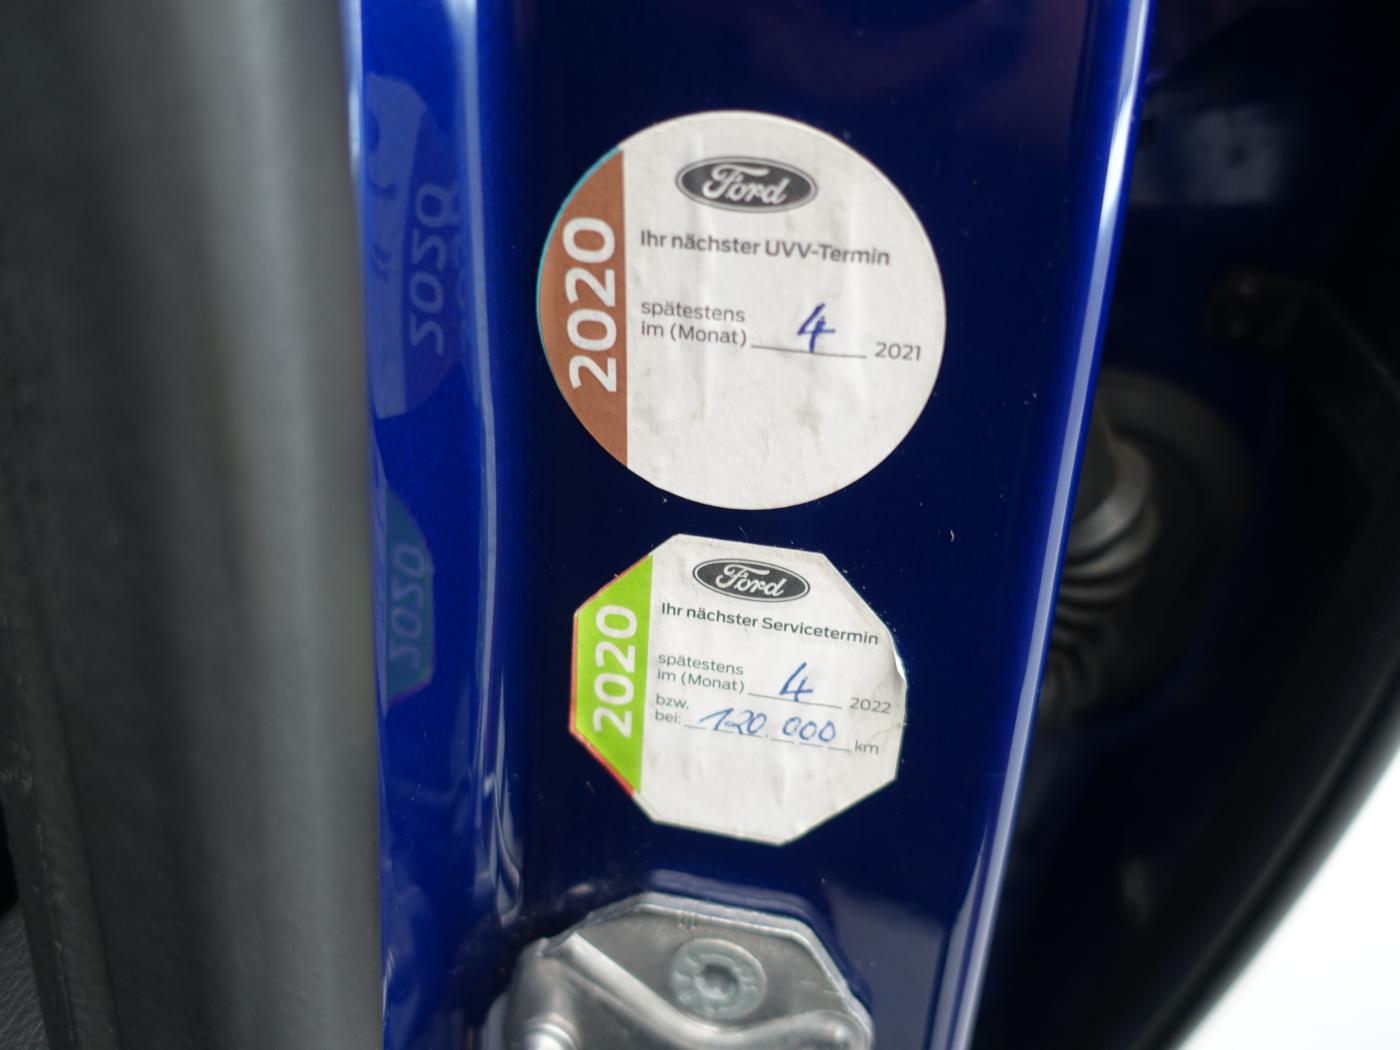 Ford
2020
Ihr nächster UVV-Termin
spätestens
im (Monat) 4 2021
Ford
2020
Ihr nächster Servicetermin
spätestens
im (Monat) 4 2022
bzw.
bei: 120.000 km